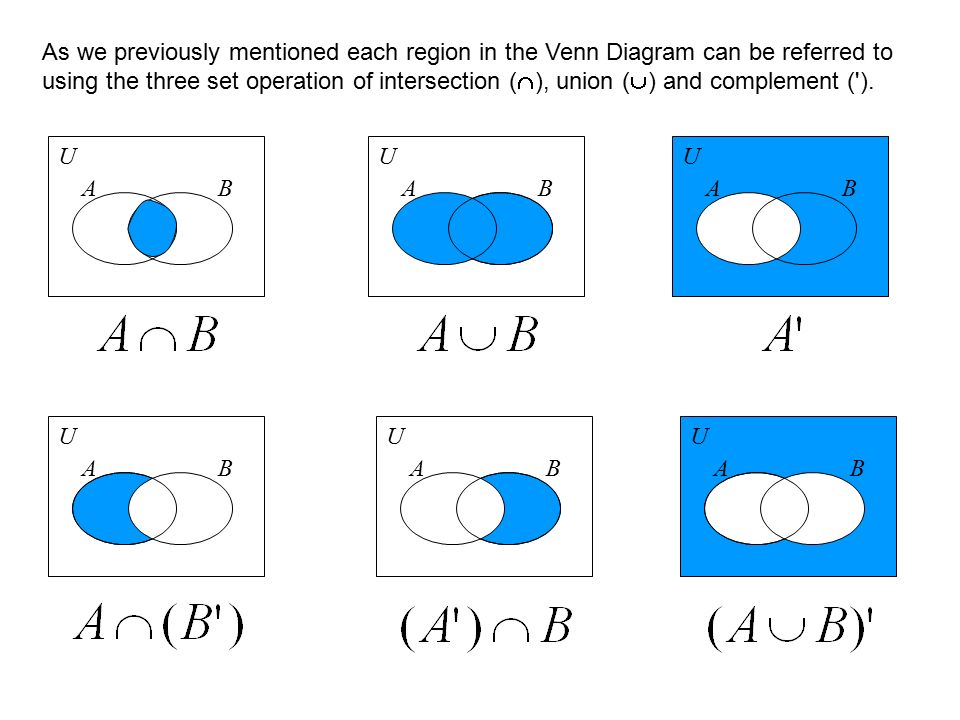 As we previously mentioned each region in the Venn Diagram can be referred to
using the three set operation of intersection (∩), union (∪) and complement (').
U
A B
U
A B
U
A B
A ∩ B
A ∪ B
A'
U
A B
U
A B
U
A B
A ∩ (B')
(A') ∩ B
(A ∪ B)'